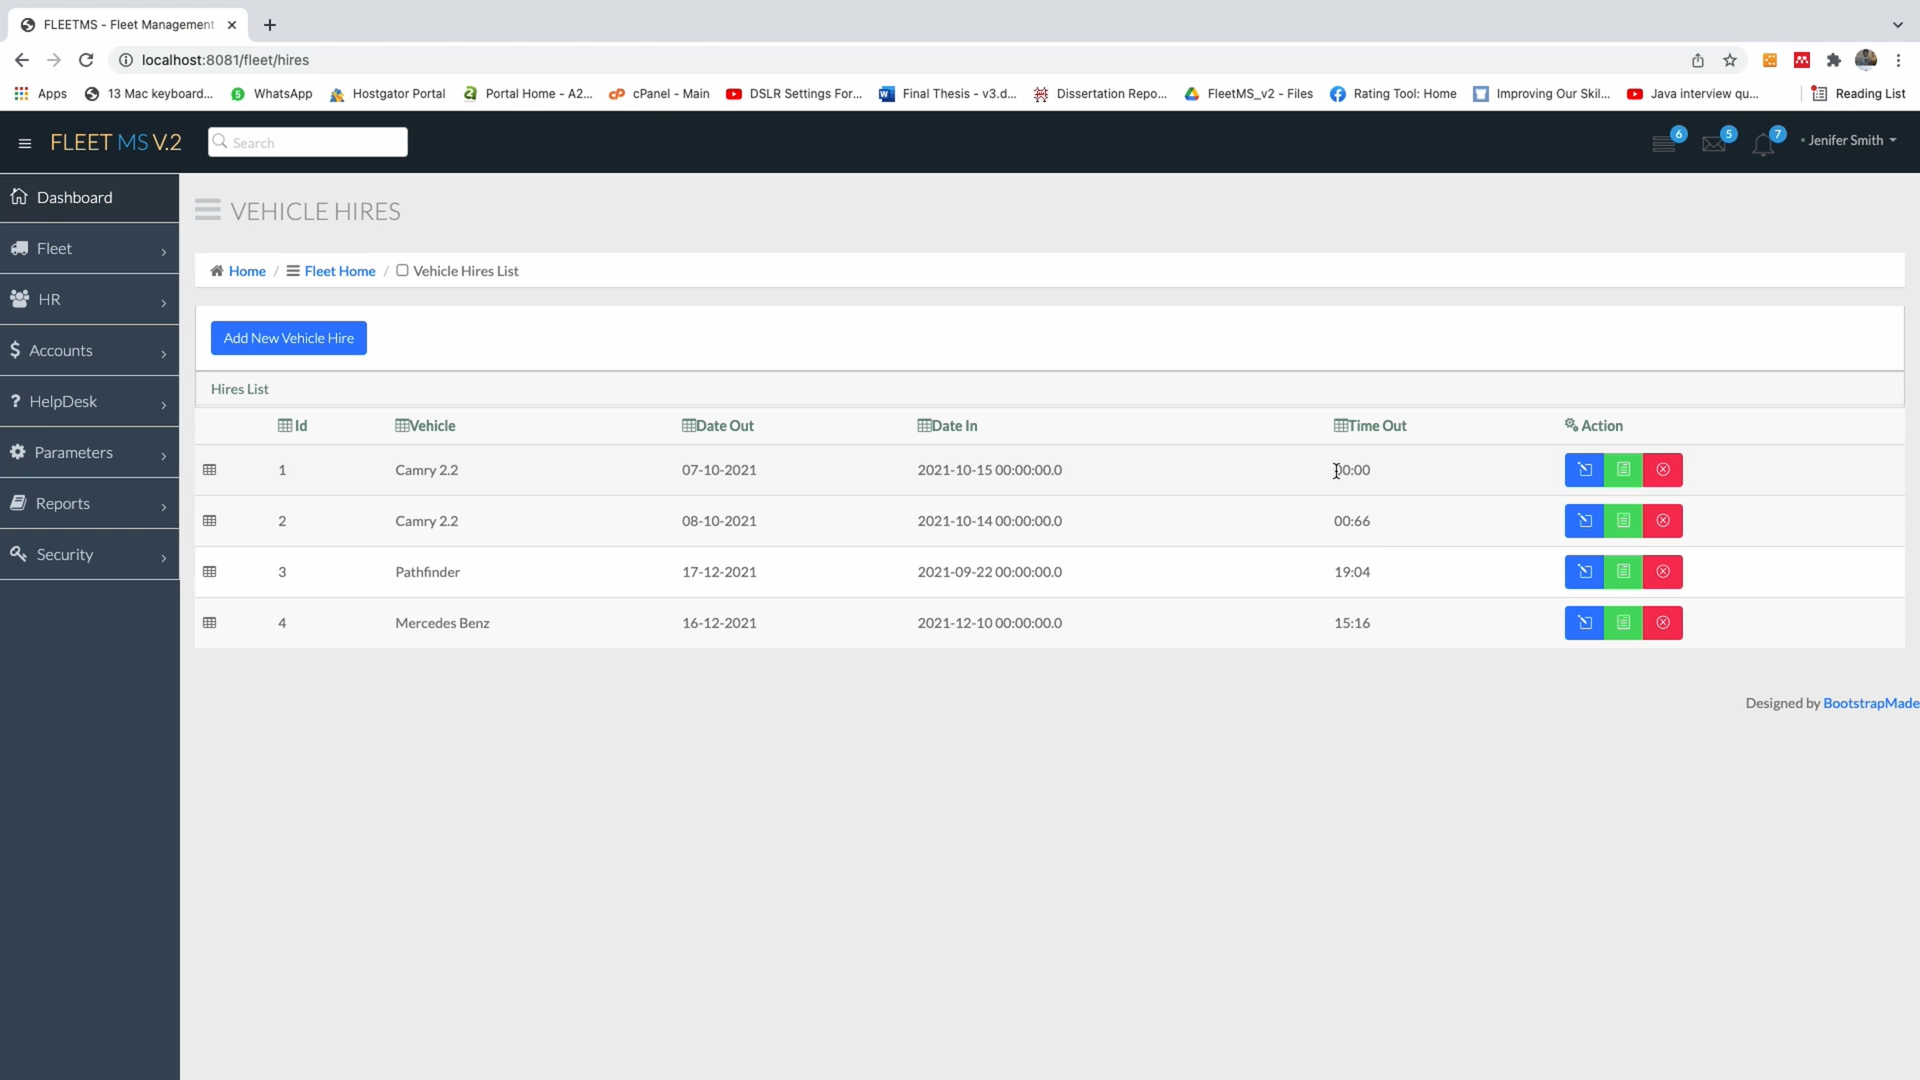 FLEETMS - Fleet Management
localhost:8081/fleet/hires
Apps 13 Mac keyboard... WhatsApp Hostgator Portal Portal Home - A2... cPanel - Main DSLR Settings For... Final Thesis - v3.d... Dissertation Repo... FleetMS_v2 - Files Rating Tool: Home Improving Our Skil... Java interview qu... Reading List
FLEET MS V.2 Search 6 5 7 Jenifer Smith
Dashboard
Fleet
HR
Accounts
HelpDesk
Parameters
Reports
Security
VEHICLE HIRES
Home / Fleet Home / Vehicle Hires List
Add New Vehicle Hire
Hires List
Id Vehicle Date Out Date In Time Out Action
1 Camry 2.2 07-10-2021 2021-10-15 00:00:00.0 00:00
2 Camry 2.2 08-10-2021 2021-10-14 00:00:00.0 00:66
3 Pathfinder 17-12-2021 2021-09-22 00:00:00.0 19:04
4 Mercedes Benz 16-12-2021 2021-12-10 00:00:00.0 15:16
Designed by BootstrapMade